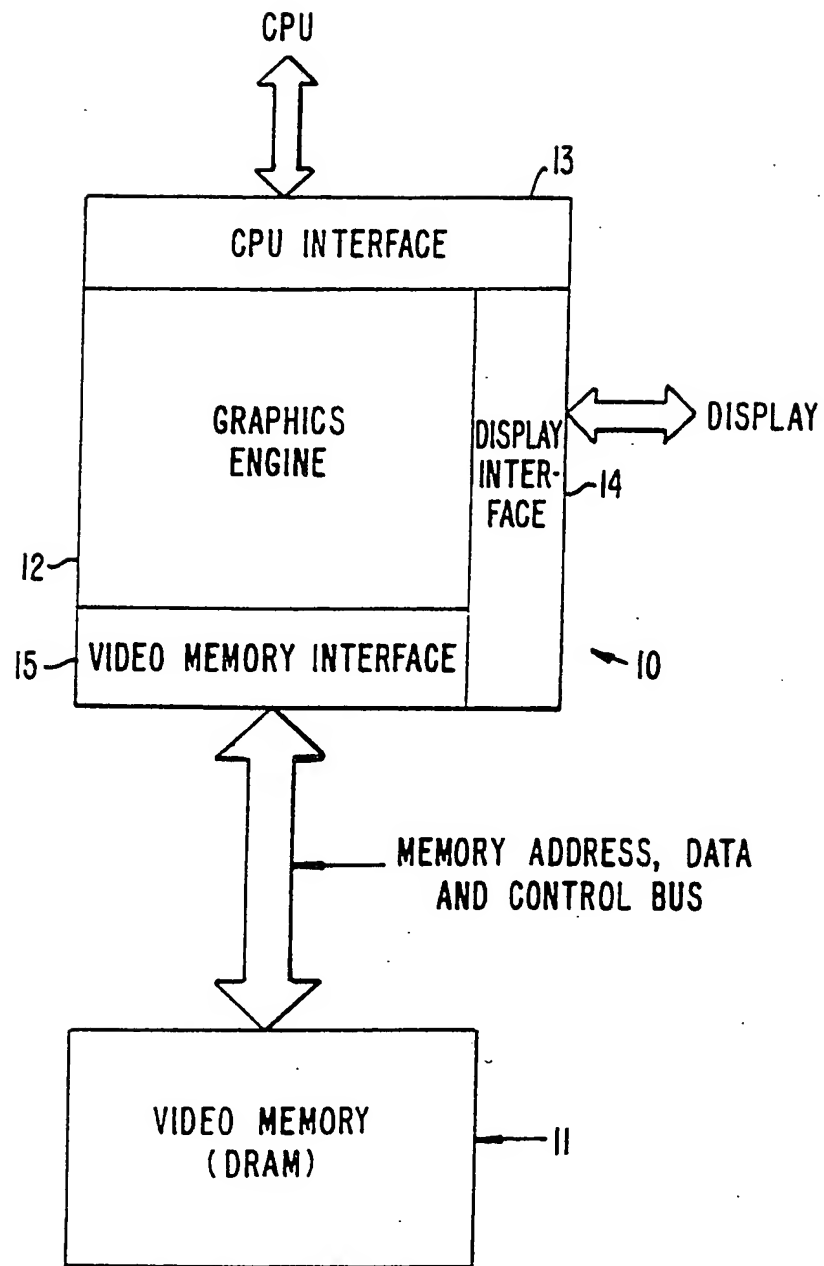 CPU
13
CPU INTERFACE
GRAPHICS
ENGINE
DISPLAY
INTER-
FACE
DISPLAY
14
12
15
VIDEO MEMORY INTERFACE
10
MEMORY ADDRESS, DATA
AND CONTROL BUS
VIDEO MEMORY
(DRAM)
11